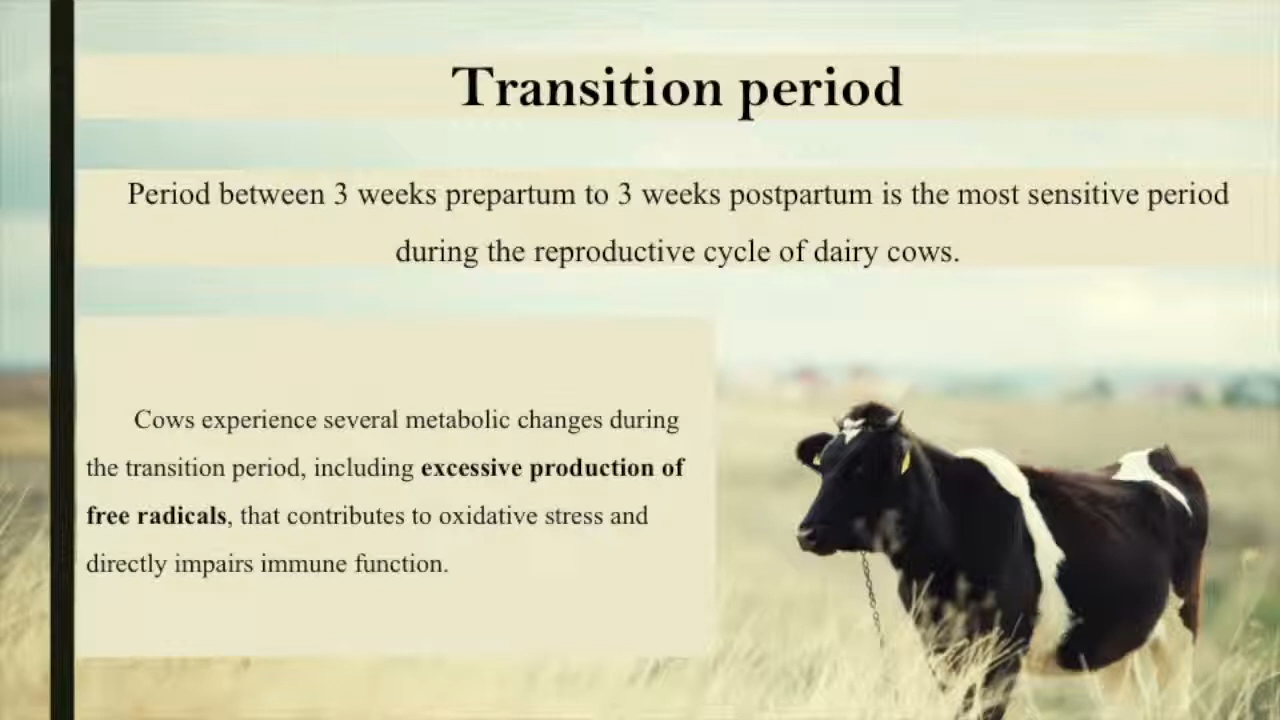 Transition period
Period between 3 weeks prepartum to 3 weeks postpartum is the most sensitive period
during the reproductive cycle of dairy cows.
Cows experience several metabolic changes during
the transition period, including excessive production of
free radicals, that contributes to oxidative stress and
directly impairs immune function.